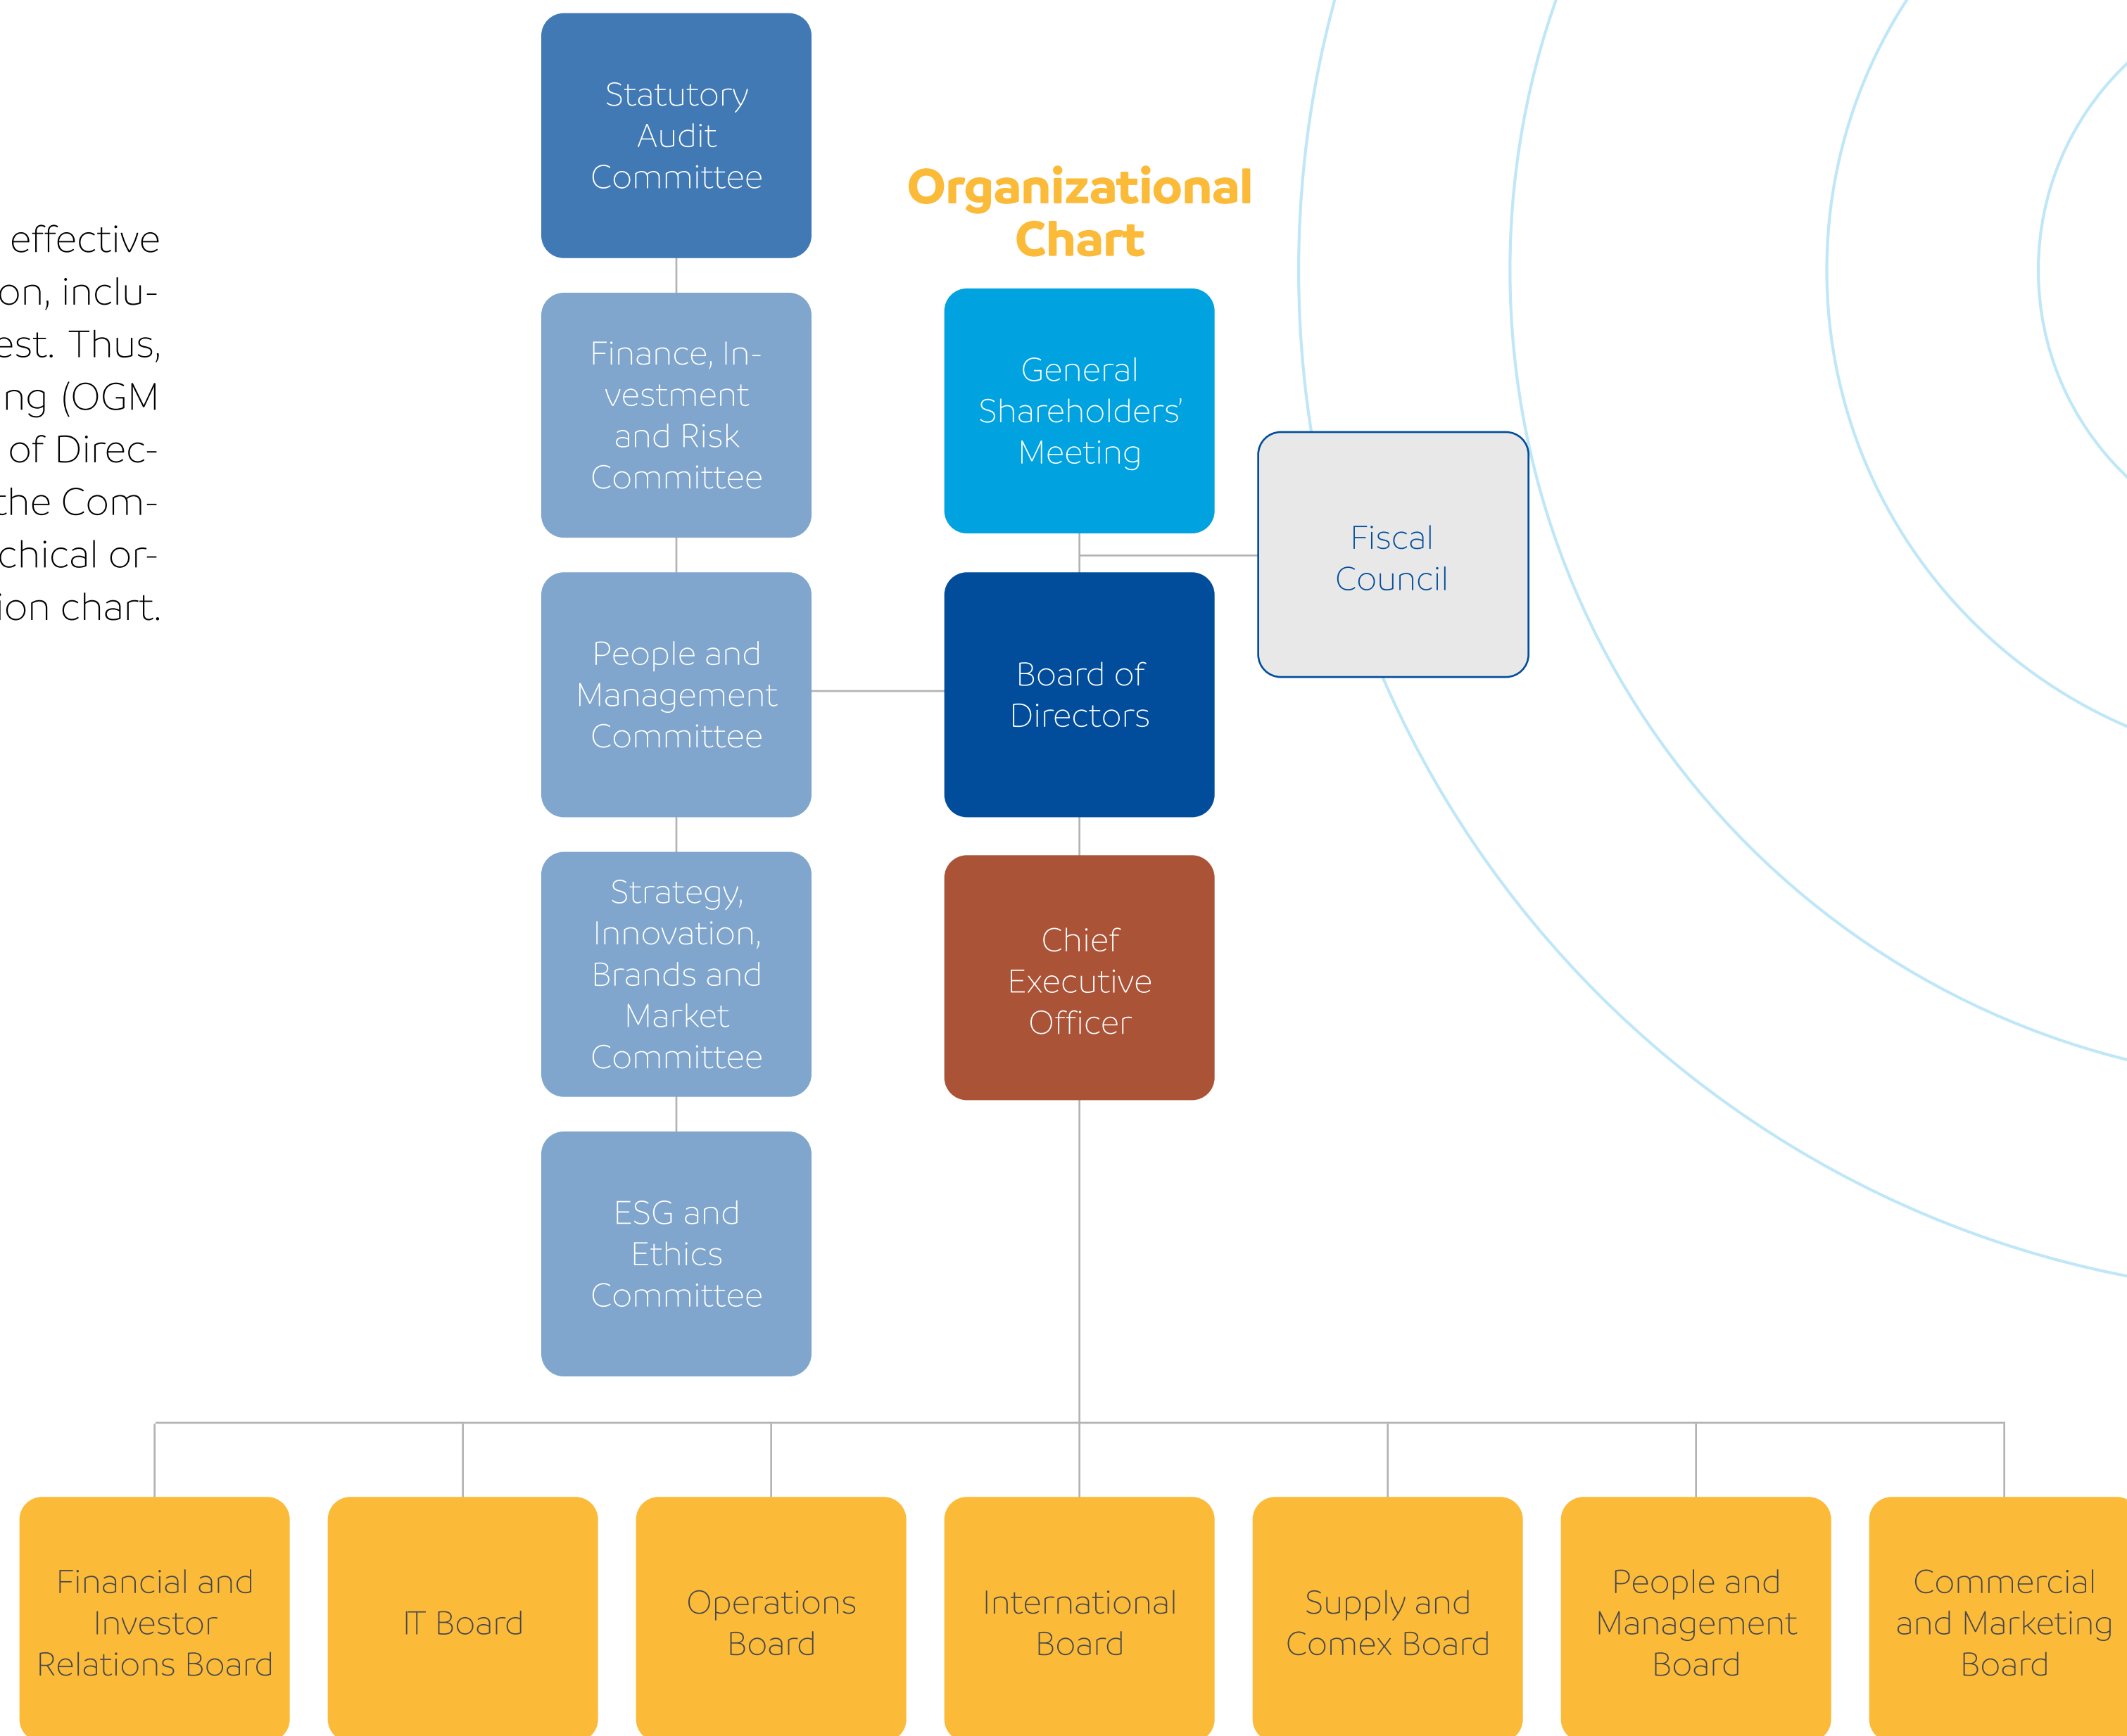 effective
on, inclu-
est. Thus,
ng (OGM
of Direc-
the Com-
chical or-
ion chart.
Statutory
Audit
Committee
Finance, In-
vestment
and Risk
Committee
People and
Management
Committee
Strategy,
Innovation,
Brands and
Market
Committee
ESG and
Ethics
Committee
Organizational
Chart
General
Shareholders’
Meeting
Fiscal
Council
Board of
Directors
Chief
Executive
Officer
Financial and
Investor
Relations Board
IT Board
Operations
Board
International
Board
Supply and
Comex Board
People and
Management
Board
Commercial
and Marketing
Board